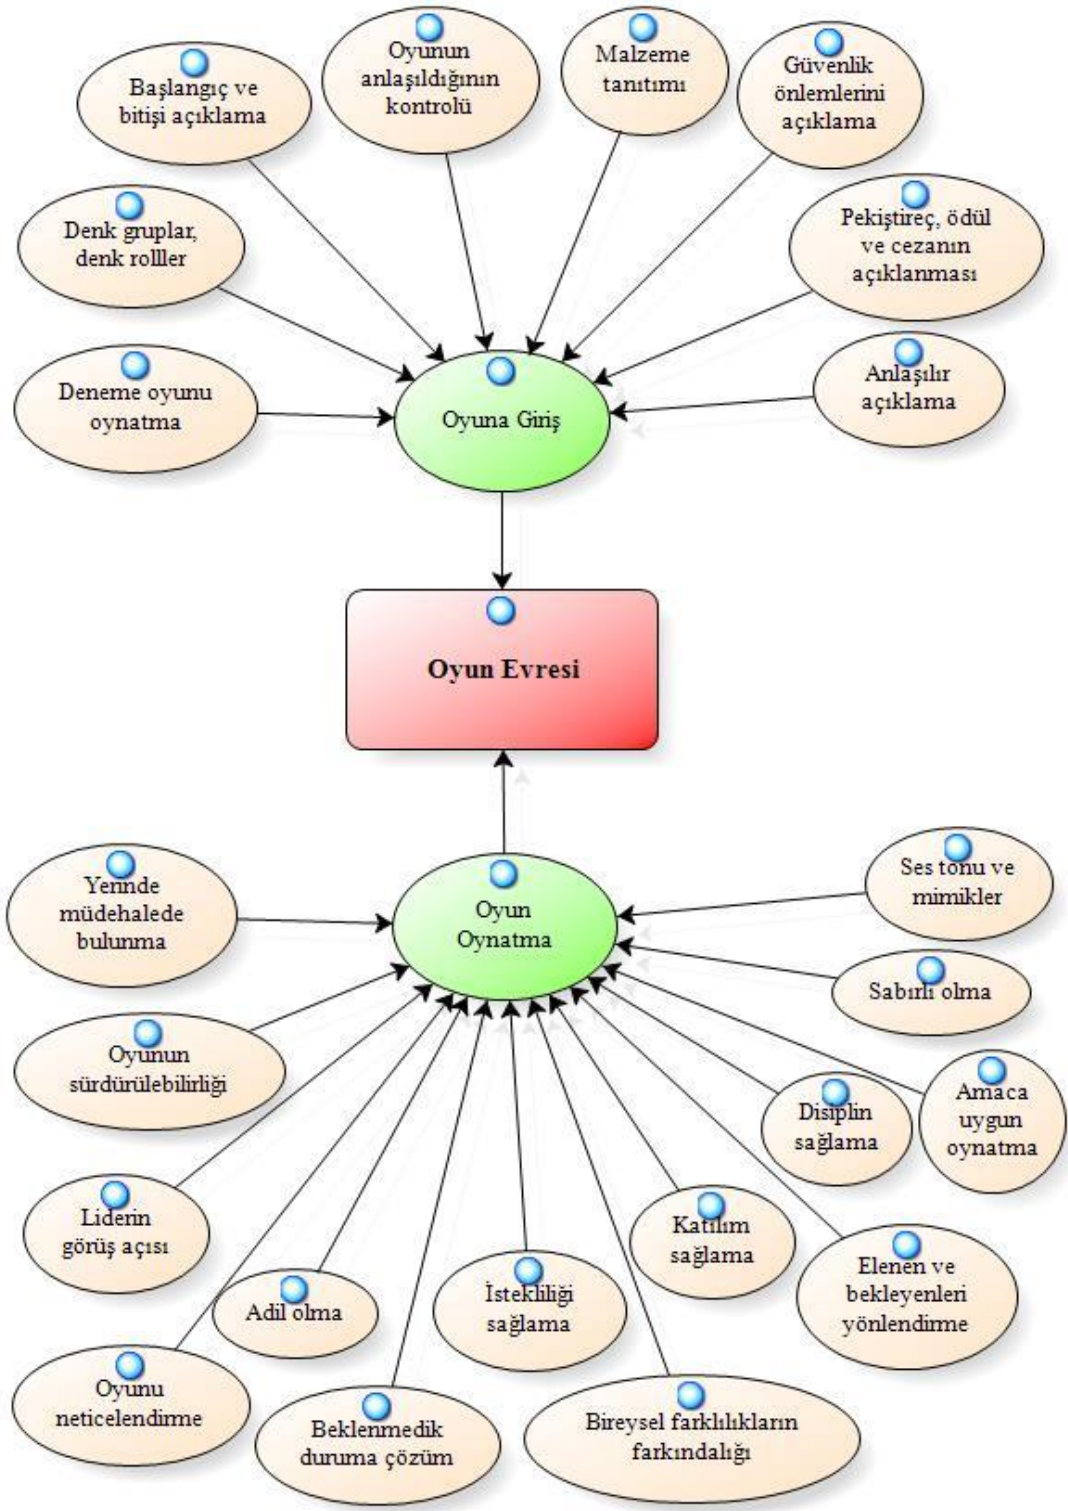 Başlangıç ve
bitişi açıklama
Oyunun
anlaşıldığının
kontrolü
Malzeme
tanıtımı
Güvenlik
önlemlerini
açıklama
Denk gruplar,
denk rolller
Pekiştireç, ödül
ve cezanın
açıklanması
Deneme oyunu
oynatma
Anlaşılır
açıklama
Oyuna Giriş
Oyun Evresi
Oyun
Oynatma
Yerinde
müdehalede
bulunma
Ses tonu ve
mimikler
Sabırlı olma
Oyunun
sürdürülebilirliği
Disiplin
sağlama
Amaca
uygun
oynatma
Liderin
görüş açısı
Katılım
sağlama
Elenen ve
bekleyenleri
yönlendirme
Adil olma
İstekliliği
sağlama
Oyunu
neticelendirme
Beklenmedik
duruma çözüm
Bireysel farklılıkların
farkındalığı